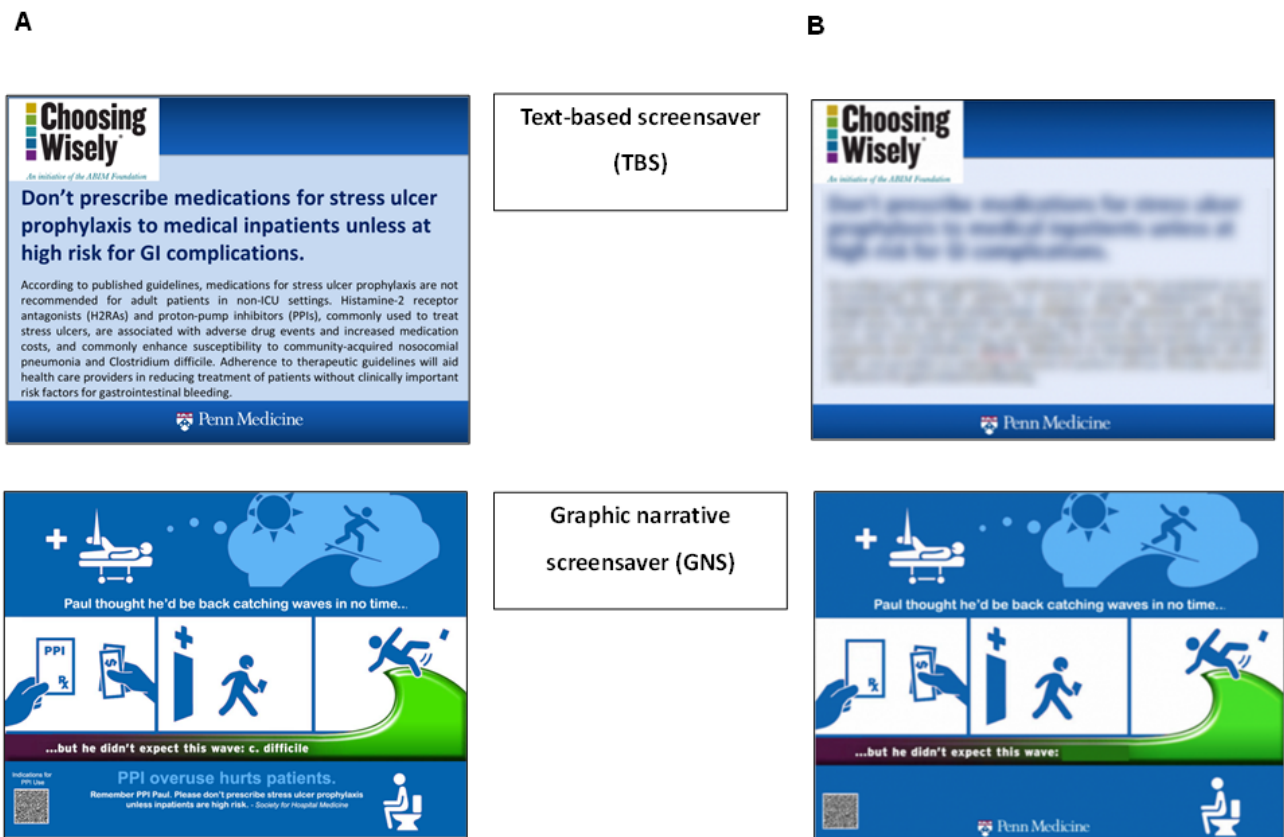 A
B
Choosing
Wisely®
An initiative of the ABIM Foundation
Don't prescribe medications for stress ulcer
prophylaxis to medical inpatients unless at
high risk for GI complications.
According to published guidelines, medications for stress ulcer prophylaxis are not
recommended for adult patients in non-ICU settings. Histamine-2 receptor
antagonists (H2RAs) and proton-pump inhibitors (PPIs), commonly used to treat
stress ulcers, are associated with adverse drug events and increased medication
costs, and commonly enhance susceptibility to community-acquired nosocomial
pneumonia and Clostridium difficile. Adherence to therapeutic guidelines will aid
health care providers in reducing treatment of patients without clinically important
risk factors for gastrointestinal bleeding.
Penn Medicine
Text-based screensaver
(TBS)
Choosing
Wisely®
An initiative of the ABIM Foundation
Penn Medicine
Paul thought he'd be back catching waves in no time...
PPI
Rx
$
...but he didn't expect this wave: c. difficile
Indications for
PPI Use
PPI overuse hurts patients.
Remember PPI Paul. Please don't prescribe stress ulcer prophylaxis
unless inpatients are high risk. - Society for Hospital Medicine
Graphic narrative
screensaver (GNS)
Paul thought he'd be back catching waves in no time...
Rx
$
...but he didn't expect this wave:
Penn Medicine